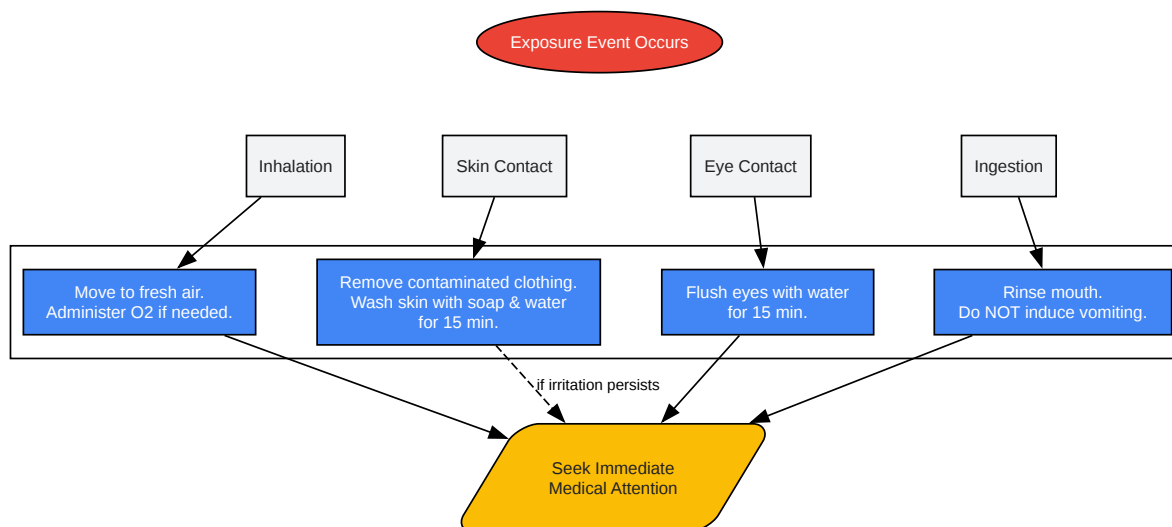 Exposure Event Occurs
Inhalation
Skin Contact
Eye Contact
Ingestion
Move to fresh air.
Administer O2 if needed.
Remove contaminated clothing.
Wash skin with soap & water
for 15 min.
Flush eyes with water
for 15 min.
Rinse mouth.
Do NOT induce vomiting.
if irritation persists
Seek Immediate
Medical Attention